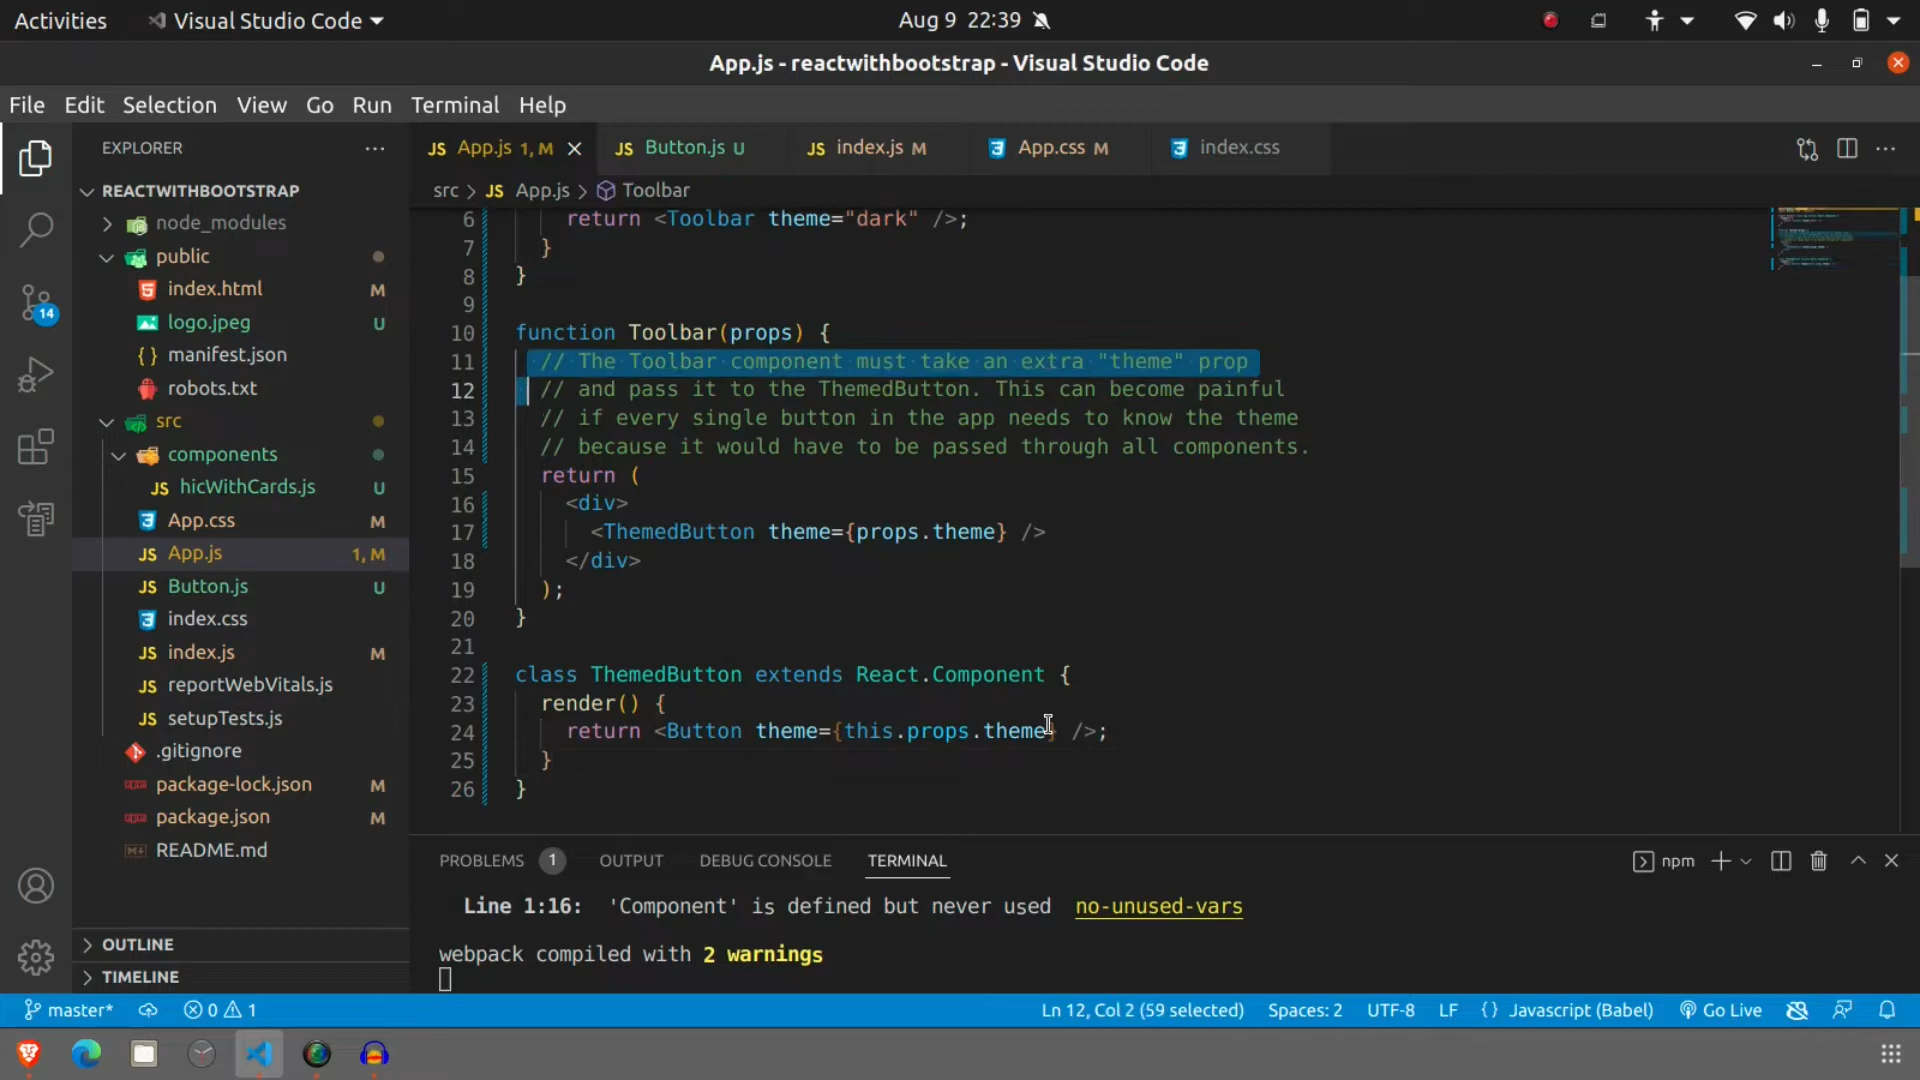 Activities
Visual Studio Code
Aug 9 22:39
App.js - reactwithbootstrap - Visual Studio Code
File Edit Selection View Go Run Terminal Help
EXPLORER
JS App.js 1, M
JS Button.js U
JS index.js M
App.css M
index.css
src > JS App.js > Toolbar
REACTWITHBOOTSTRAP
node_modules
public
index.html M
logo.jpeg U
{ } manifest.json
robots.txt
src
components
JS hicWithCards.js U
App.css M
JS App.js 1, M
JS Button.js U
index.css
JS index.js M
JS reportWebVitals.js
JS setupTests.js
.gitignore
package-lock.json M
package.json M
README.md
OUTLINE
TIMELINE
14
6 return <Toolbar theme="dark" />;
7 }
8 }
9
10 function Toolbar(props) {
11 // The Toolbar component must take an extra "theme" prop
12 // and pass it to the ThemedButton. This can become painful
13 // if every single button in the app needs to know the theme
14 // because it would have to be passed through all components.
15 return (
16 <div>
17 <ThemedButton theme={props.theme} />
18 </div>
19 );
20 }
21
22 class ThemedButton extends React.Component {
23 render() {
24 return <Button theme={this.props.theme} />;
25 }
26 }
PROBLEMS 1 OUTPUT DEBUG CONSOLE TERMINAL
npm
Line 1:16: 'Component' is defined but never used no-unused-vars
webpack compiled with 2 warnings
master* 0 1
Ln 12, Col 2 (59 selected) Spaces: 2 UTF-8 LF { } Javascript (Babel) Go Live